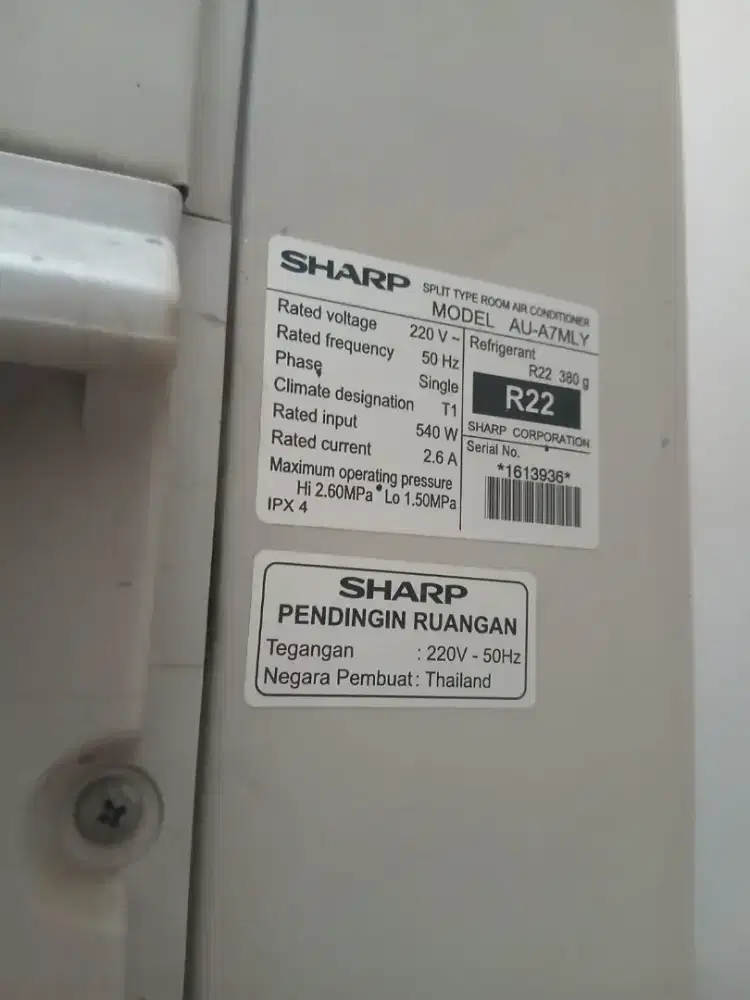 SHARP SPLIT TYPE ROOM AIR CONDITIONER
MODEL AU-A7MLY
Rated voltage 220 V ~
Rated frequency 50 Hz
Phase Single
Climate designation T1
Rated input 540 W
Rated current 2.6 A
Maximum operating pressure
Hi 2.60MPa Lo 1.50MPa
IPX 4
Refrigerant
R22 380 g
R22
SHARP CORPORATION
Serial No.
*1613936*
SHARP
PENDINGIN RUANGAN
Tegangan : 220V - 50Hz
Negara Pembuat : Thailand